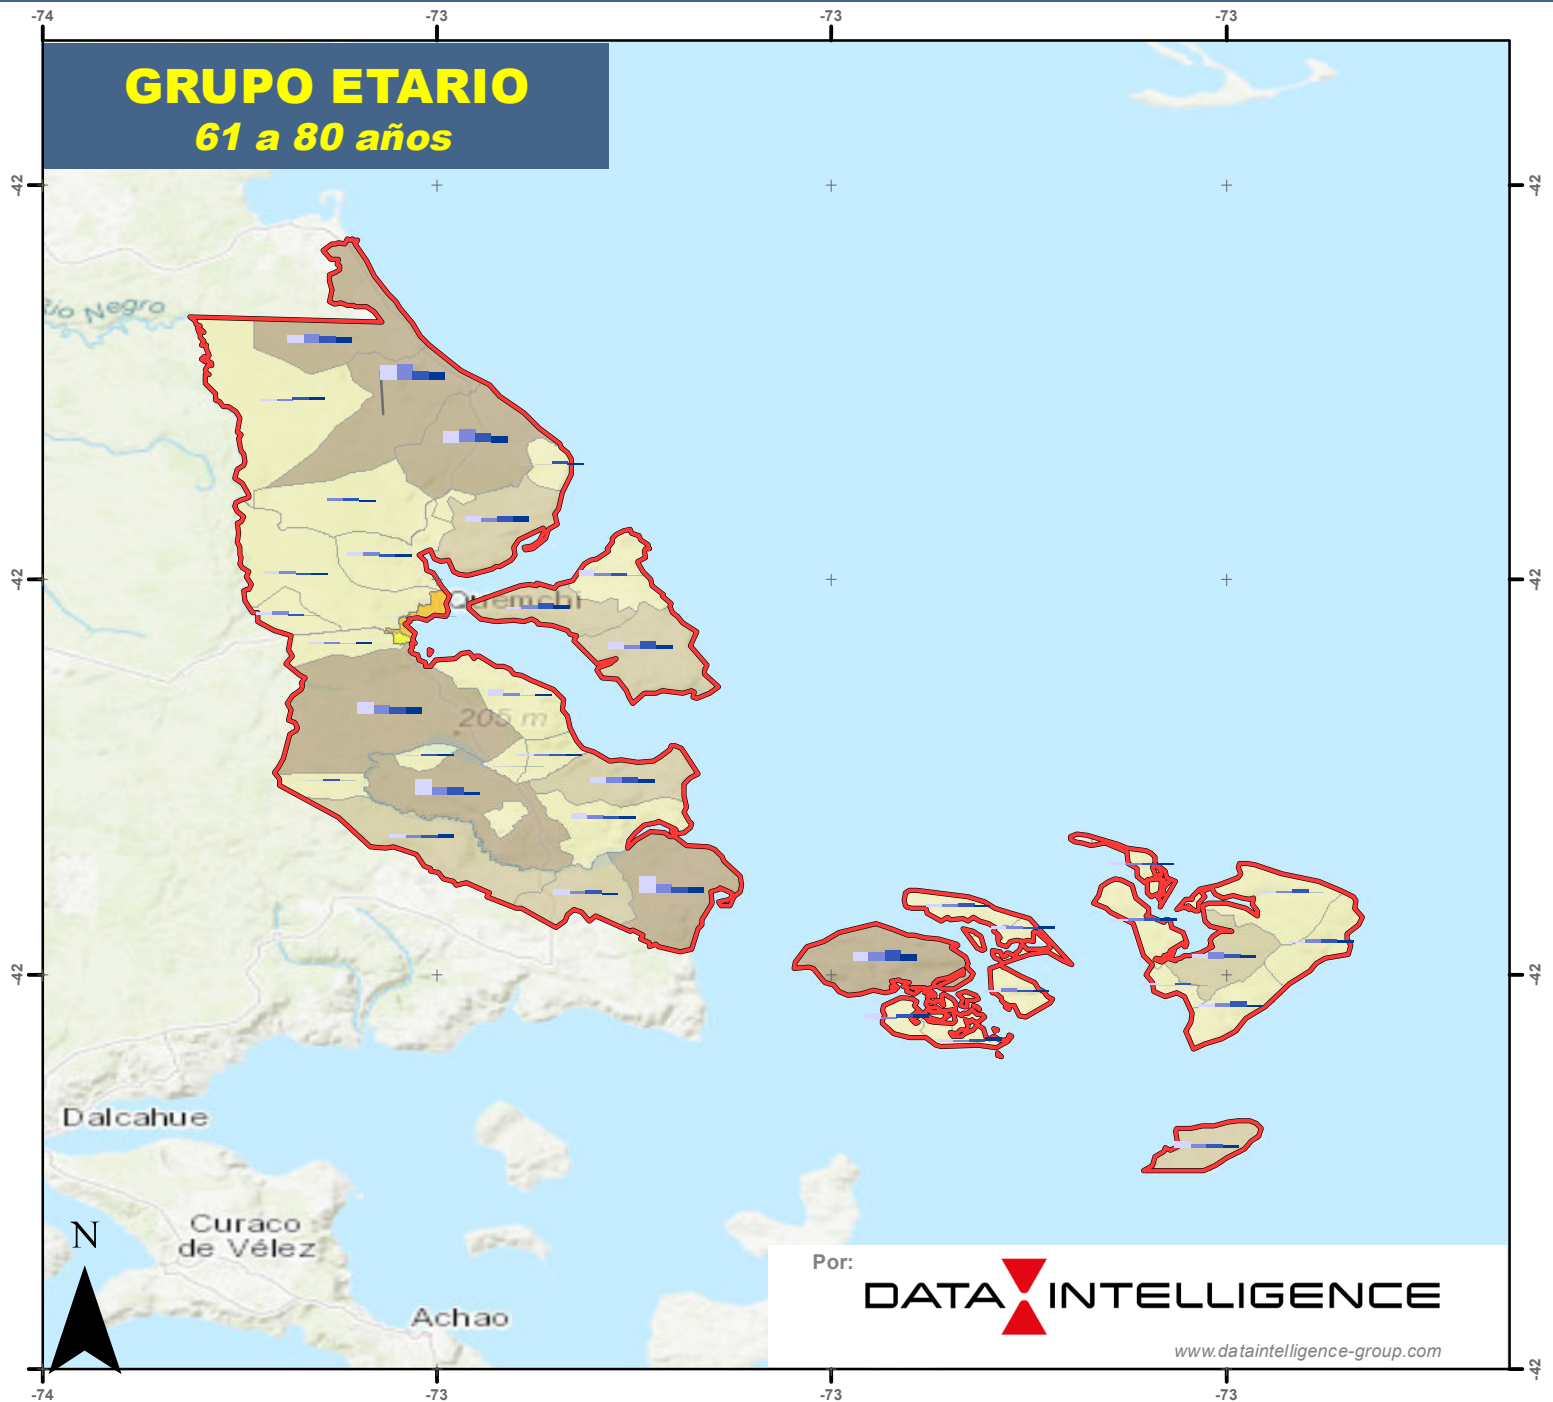 -74
-73
-73
-73
GRUPO ETARIO
61 a 80 años
-42
-42
Río Negro
Quemchi
-42
-42
205 m
-42
-42
Dalcahue
Curaco
de Vélez
Achao
N
Por:
DATA INTELLIGENCE
www.dataintelligence-group.com
-42
-74
-73
-73
-73